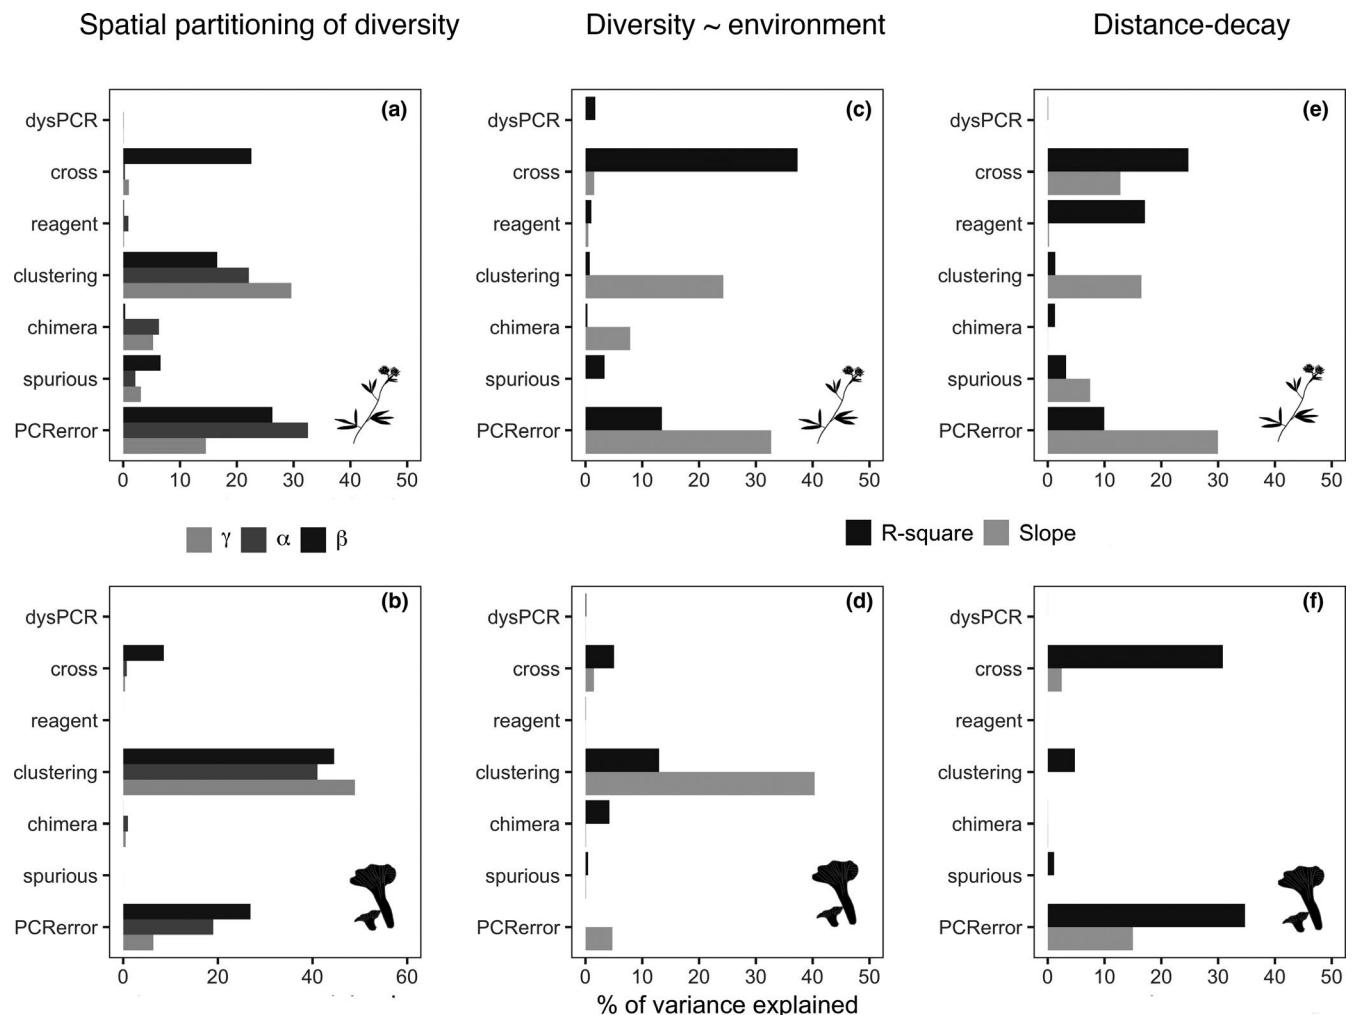 Spatial partitioning of diversity
Diversity ~ environment
Distance-decay
(a)
dysPCR
cross
reagent
clustering
chimera
spurious
PCRerror
0 10 20 30 40 50
(c)
dysPCR
cross
reagent
clustering
chimera
spurious
PCRerror
0 10 20 30 40 50
(e)
dysPCR
cross
reagent
clustering
chimera
spurious
PCRerror
0 10 20 30 40 50
γ α β
R-square Slope
(b)
dysPCR
cross
reagent
clustering
chimera
spurious
PCRerror
0 20 40 60
(d)
dysPCR
cross
reagent
clustering
chimera
spurious
PCRerror
0 10 20 30 40 50
(f)
dysPCR
cross
reagent
clustering
chimera
spurious
PCRerror
0 10 20 30 40 50
% of variance explained